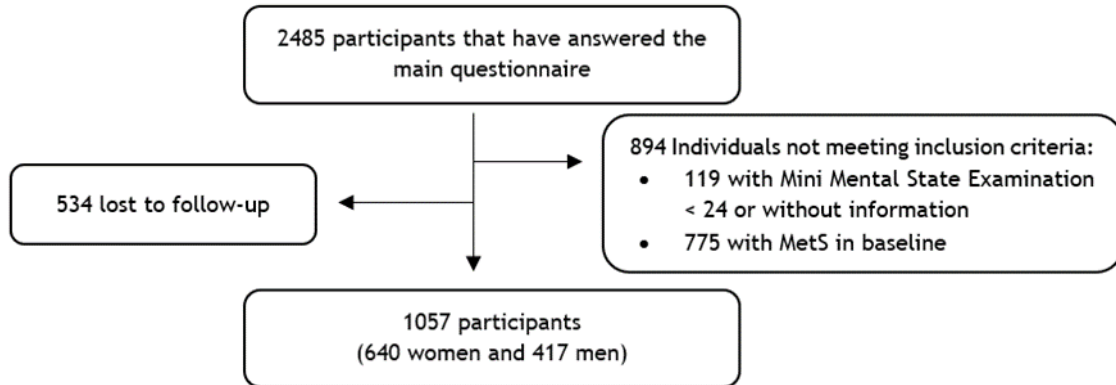 2485 participants that have answered the
main questionnaire
894 Individuals not meeting inclusion criteria:
• 119 with Mini Mental State Examination
< 24 or without information
• 775 with MetS in baseline
534 lost to follow-up
1057 participants
(640 women and 417 men)